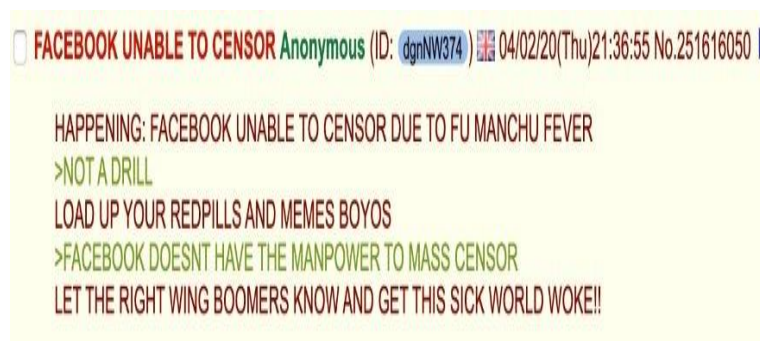 FACEBOOK UNABLE TO CENSOR Anonymous (ID: dgnNW374) 04/02/20(Thu)21:36:55 No.251616050
HAPPENING: FACEBOOK UNABLE TO CENSOR DUE TO FU MANCHU FEVER
>NOT A DRILL
LOAD UP YOUR REDPILLS AND MEMES BOYOS
>FACEBOOK DOESNT HAVE THE MANPOWER TO MASS CENSOR
LET THE RIGHT WING BOOMERS KNOW AND GET THIS SICK WORLD WOKE!!